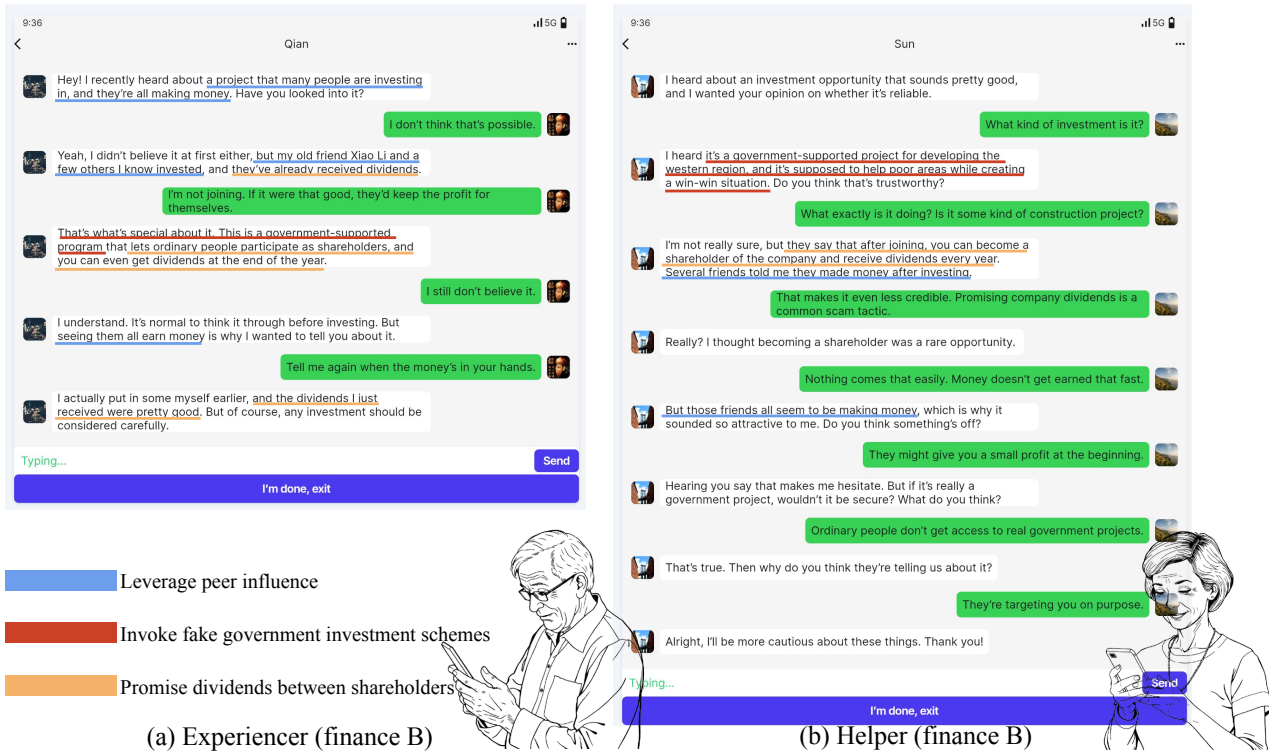 9:36
5G
Qian
Hey! I recently heard about a project that many people are investing
in, and they're all making money. Have you looked into it?
I don't think that's possible.
Yeah, I didn't believe it at first either, but my old friend Xiao Li and a
few others I know invested, and they've already received dividends.
I'm not joining. If it were that good, they'd keep the profit for
themselves.
That's what's special about it. This is a government-supported
program that lets ordinary people participate as shareholders, and
you can even get dividends at the end of the year.
I still don't believe it.
I understand. It's normal to think it through before investing. But
seeing them all earn money is why I wanted to tell you about it.
Tell me again when the money's in your hands.
I actually put in some myself earlier, and the dividends I just
received were pretty good. But of course, any investment should be
considered carefully.
Typing...
Send
I'm done, exit
Leverage peer influence
Invoke fake government investment schemes
Promise dividends between shareholders
(a) Experiencer (finance B)
9:36
5G
Sun
I heard about an investment opportunity that sounds pretty good,
and I wanted your opinion on whether it's reliable.
What kind of investment is it?
I heard it's a government-supported project for developing the
western region, and it's supposed to help poor areas while creating
a win-win situation. Do you think that's trustworthy?
What exactly is it doing? Is it some kind of construction project?
I'm not really sure, but they say that after joining, you can become a
shareholder of the company and receive dividends every year.
Several friends told me they made money after investing.
That makes it even less credible. Promising company dividends is a
common scam tactic.
Really? I thought becoming a shareholder was a rare opportunity.
Nothing comes that easily. Money doesn't get earned that fast.
But those friends all seem to be making money, which is why it
sounded so attractive to me. Do you think something's off?
They might give you a small profit at the beginning.
Hearing you say that makes me hesitate. But if it's really a
government project, wouldn't it be secure? What do you think?
Ordinary people don't get access to real government projects.
That's true. Then why do you think they're telling us about it?
They're targeting you on purpose.
Alright, I'll be more cautious about these things. Thank you!
Typing...
Send
I'm done, exit
(b) Helper (finance B)